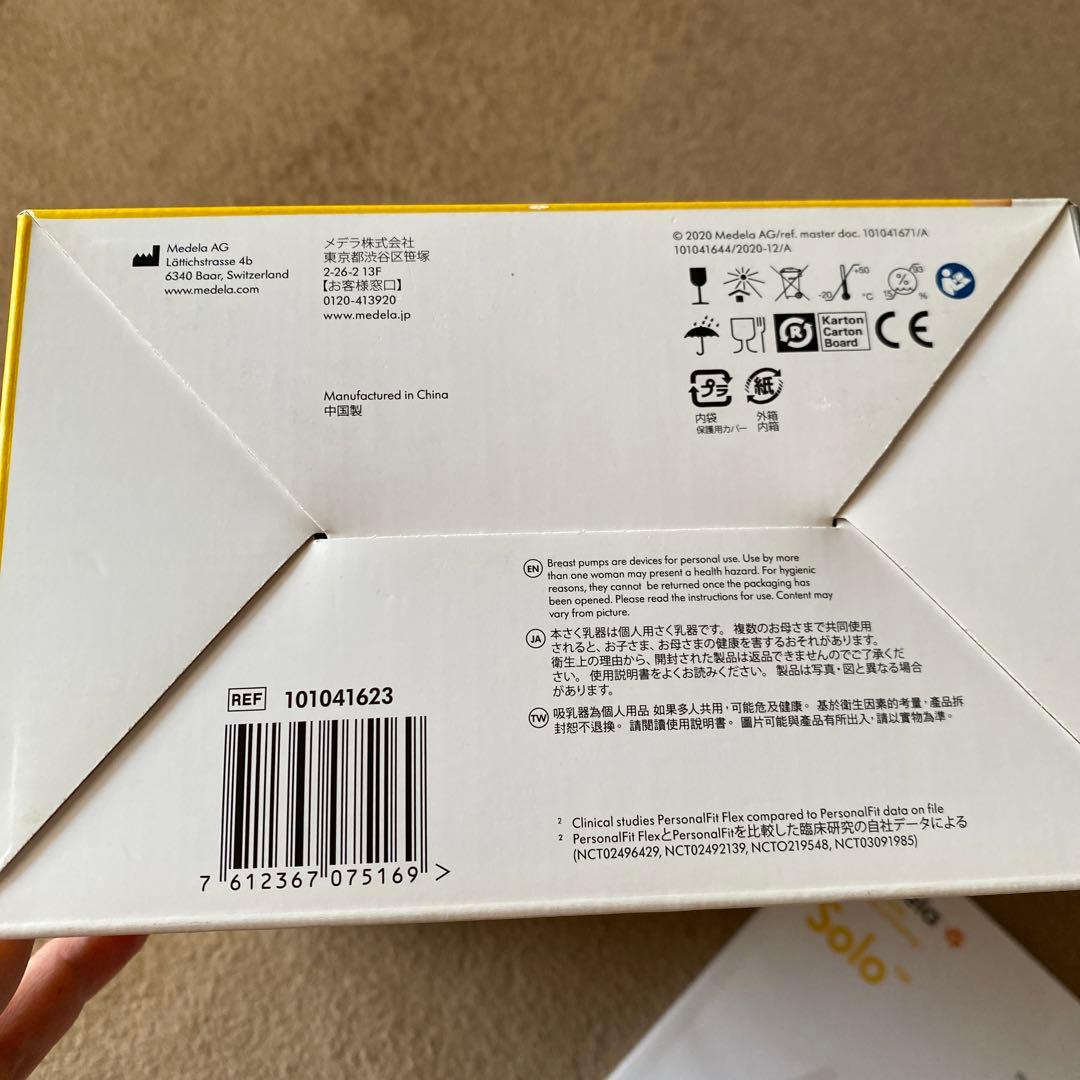 Medela AG
Lättichstrasse 4b
6340 Baar, Switzerland
www.medela.com
メデラ株式会社
東京都渋谷区笹塚
2-26-2 13F
【お客様窓口】
0120-413920
www.medela.jp
Manufactured in China
中国製
© 2020 Medela AG/ref. master doc. 101041671/A
101041644/2020-12/A
-20 +50 °C
15 % 93 %
R
Karton
Carton
Board
CE
プラ
紙
内袋
保護用カバー
外箱
内箱
EN
Breast pumps are devices for personal use. Use by more
than one woman may present a health hazard. For hygienic
reasons, they cannot be returned once the packaging has
been opened. Please read the instructions for use. Content may
vary from picture.
JA
本さく乳器は個人用さく乳器です。 複数のお母さまで共同使用
されると、お子さま、お母さまの健康を害するおそれがあります。
衛生上の理由から、開封された製品は返品できませんのでご了承くだ
さい。 使用説明書をよくお読みください。 製品は写真・図と異なる場合
があります。
TW
吸乳器為個人用品 如果多人共用,可能危及健康。 基於衛生因素的考量,產品拆
封恕不退換。 請閱讀使用說明書。 圖片可能與產品有所出入,請以實物為準。
REF 101041623
7 612367 075169 >
2 Clinical studies PersonalFit Flex compared to PersonalFit data on file
2 PersonalFit FlexとPersonalFitを比較した臨床研究の自社データによる
(NCT02496429, NCT02492139, NCTO219548, NCT03091985)
Solo™